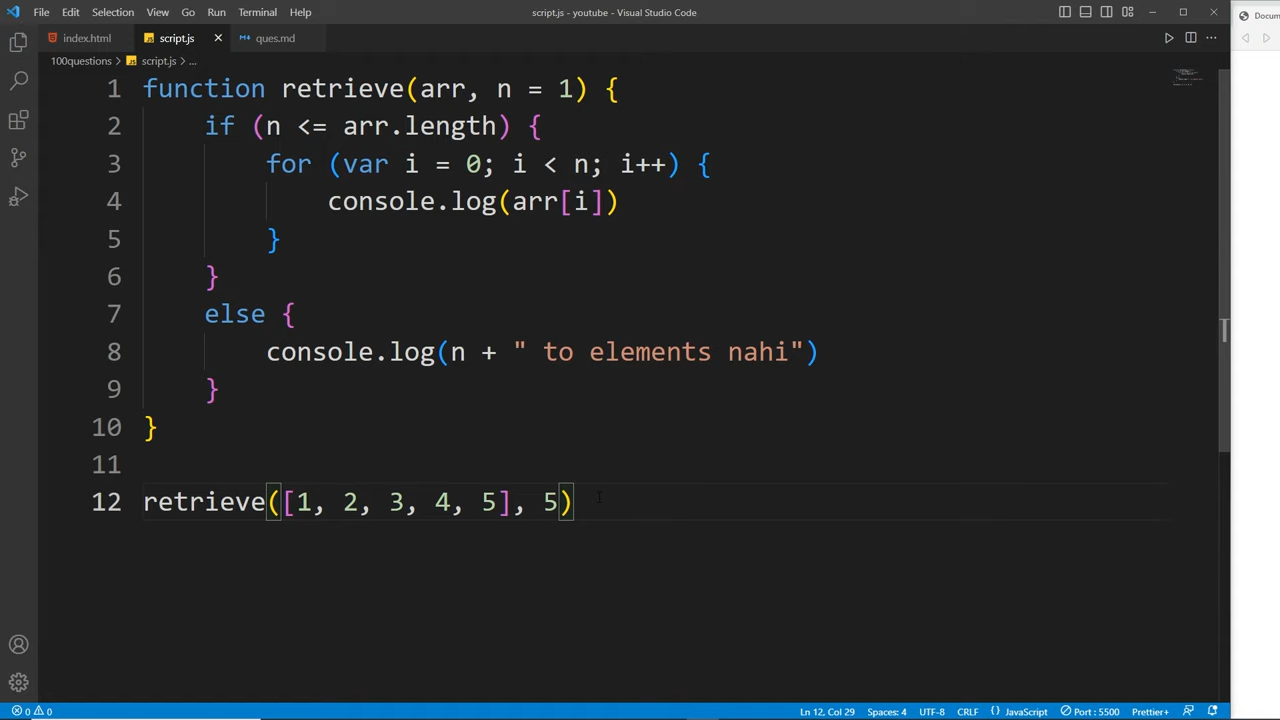 File Edit Selection View Go Run Terminal Help script.js - youtube - Visual Studio Code
Docum
index.html script.js ques.md
100questions > script.js > ...
1 function retrieve(arr, n = 1) {
2 if (n <= arr.length) {
3 for (var i = 0; i < n; i++) {
4 console.log(arr[i])
5 }
6 }
7 else {
8 console.log(n + " to elements nahi")
9 }
10 }
11
12 retrieve([1, 2, 3, 4, 5], 5)
0 0 Ln 12, Col 29 Spaces: 4 UTF-8 CRLF {} JavaScript Port : 5500 Prettier+